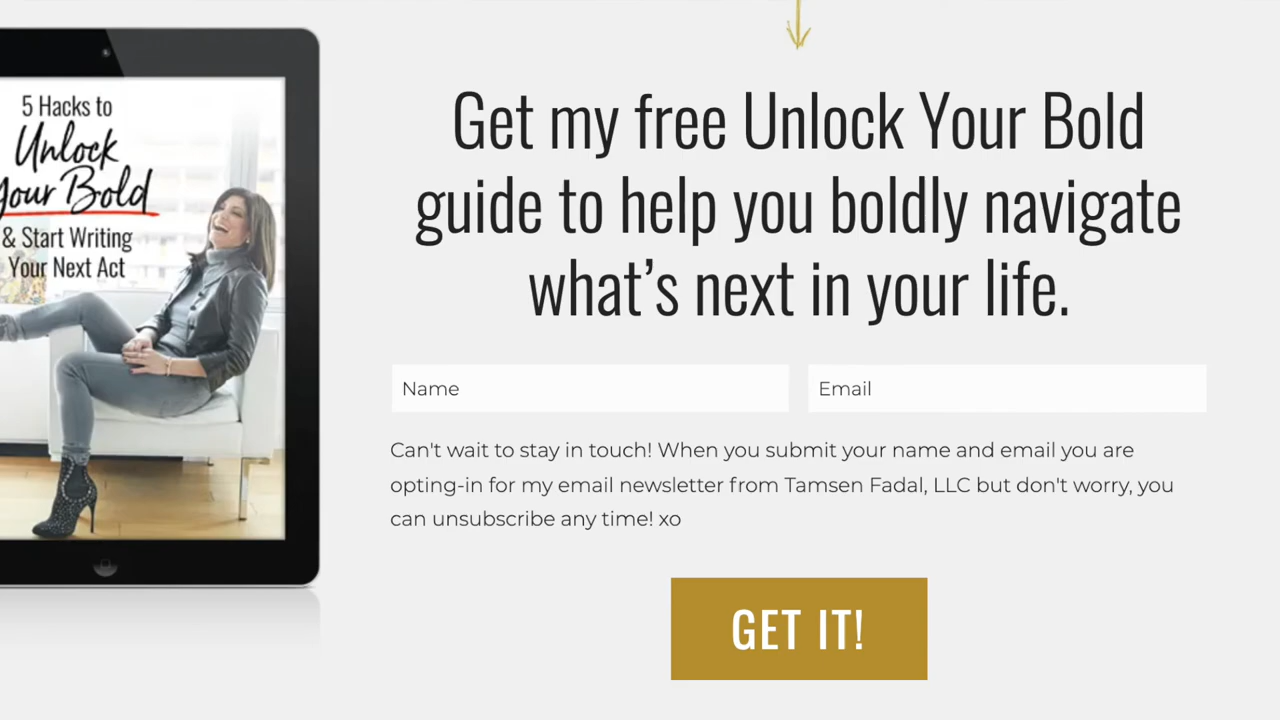 5 Hacks to
Unlock
Your Bold
& Start Writing
Your Next Act
Get my free Unlock Your Bold
guide to help you boldly navigate
what’s next in your life.
Name
Email
Can't wait to stay in touch! When you submit your name and email you are
opting-in for my email newsletter from Tamsen Fadal, LLC but don't worry, you
can unsubscribe any time! xo
GET IT!